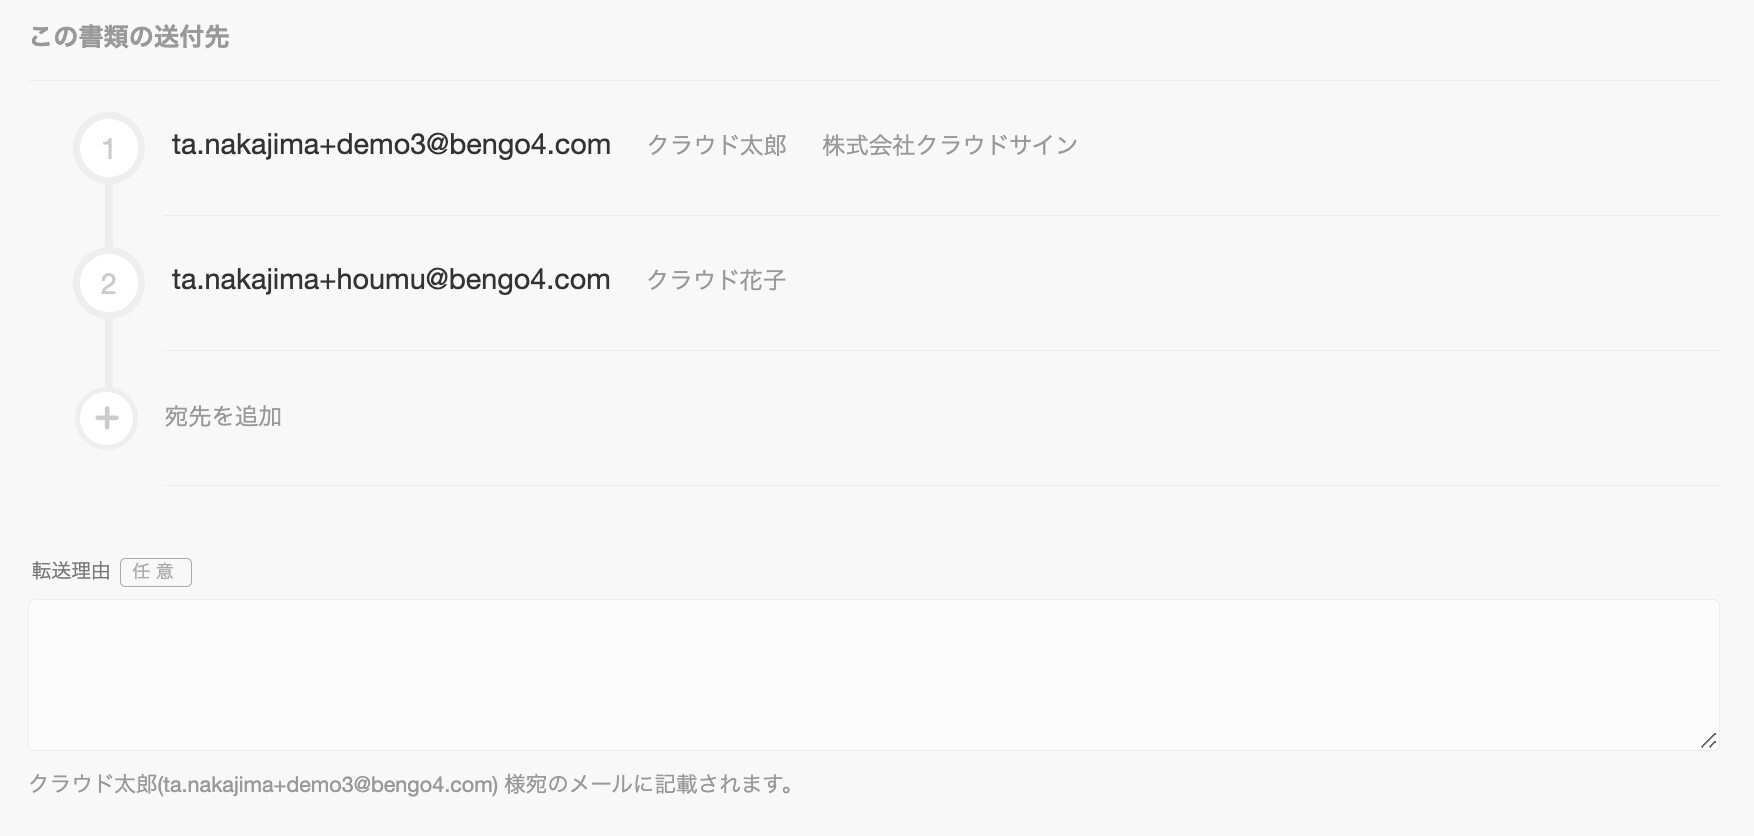 この書類の送付先
1 ta.nakajima+demo3@bengo4.com クラウド太郎 株式会社クラウドサイン
2 ta.nakajima+houmu@bengo4.com クラウド花子
+ 宛先を追加
転送理由 任意
クラウド太郎(ta.nakajima+demo3@bengo4.com) 様宛のメールに記載されます。